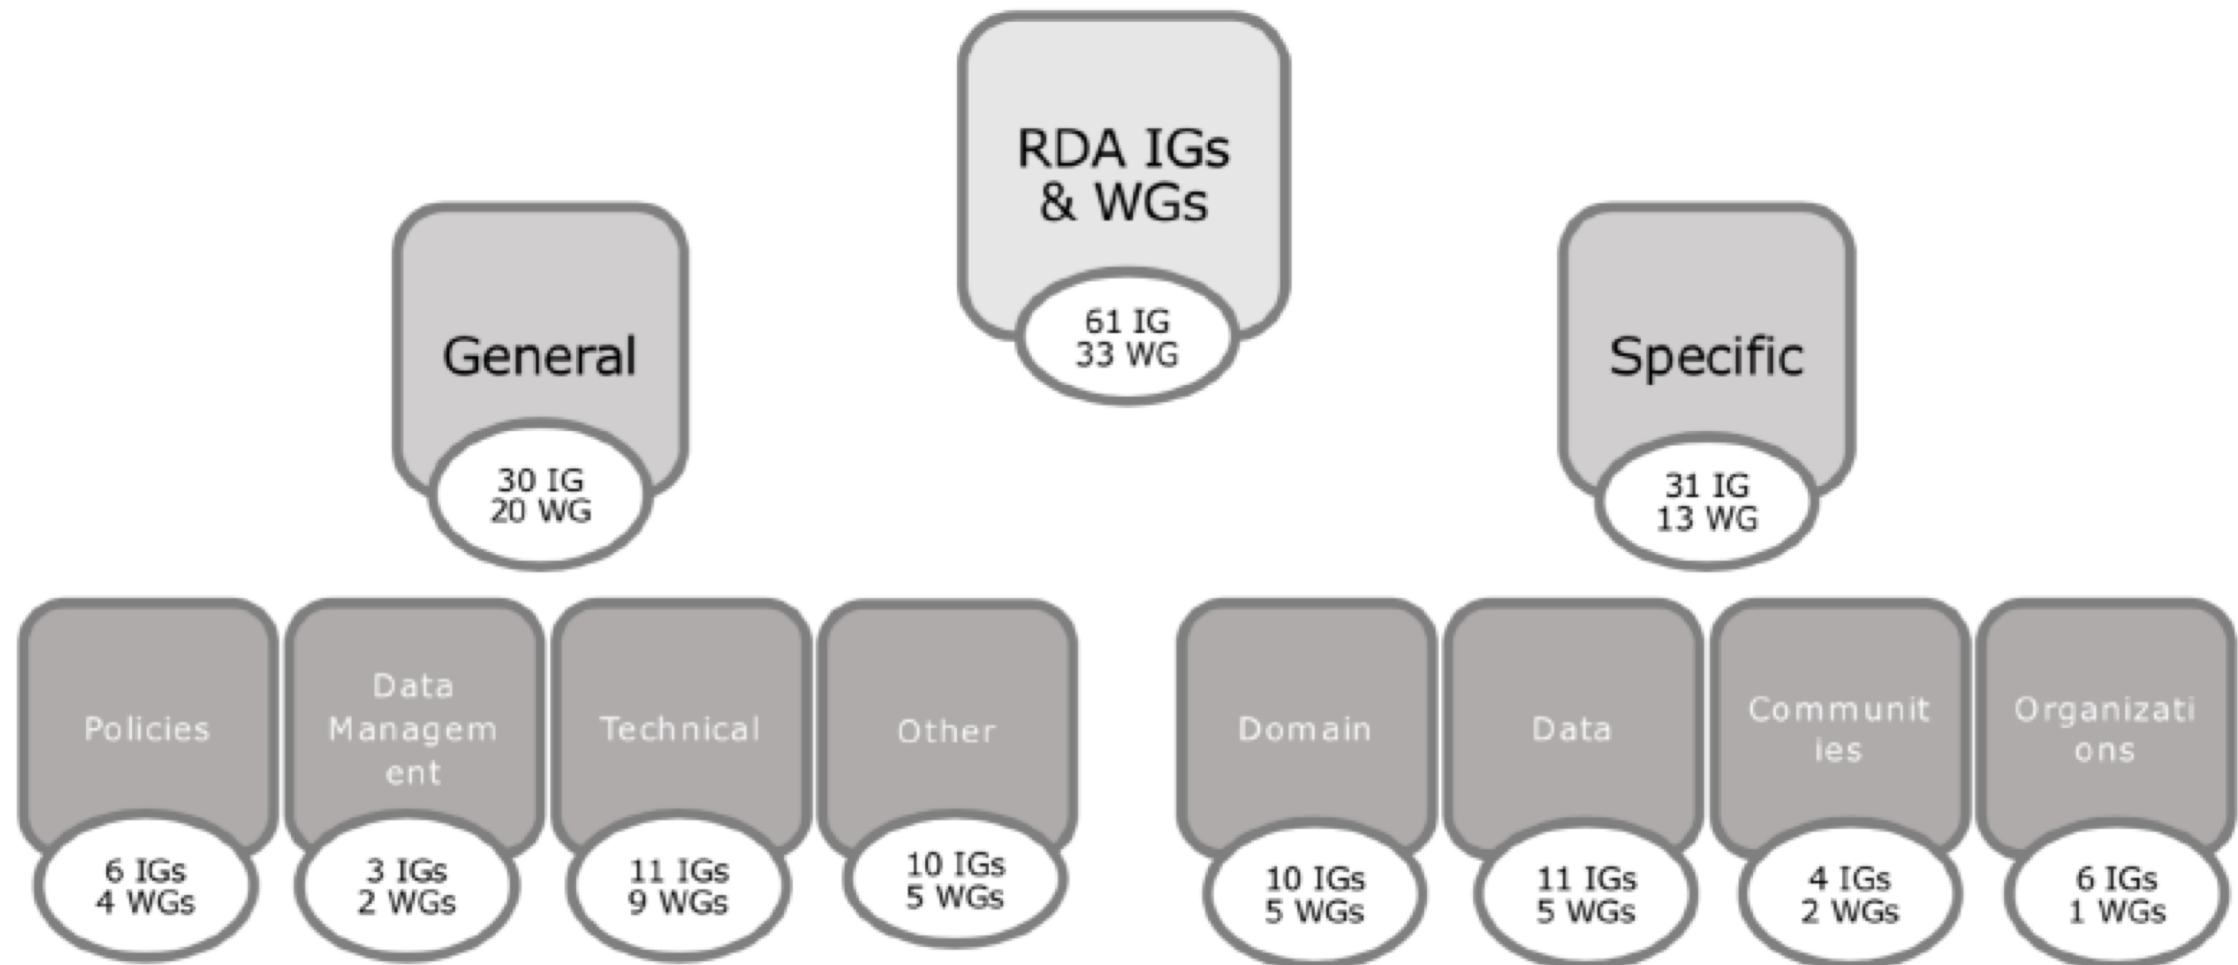 RDA IGs
& WGs
61 IG
33 WG
General
30 IG
20 WG
Specific
31 IG
13 WG
Policies
6 IGs
4 WGs
Data
Managem
ent
3 IGs
2 WGs
Technical
11 IGs
9 WGs
Other
10 IGs
5 WGs
Domain
10 IGs
5 WGs
Data
11 IGs
5 WGs
Communit
ies
4 IGs
2 WGs
Organizati
ons
6 IGs
1 WGs